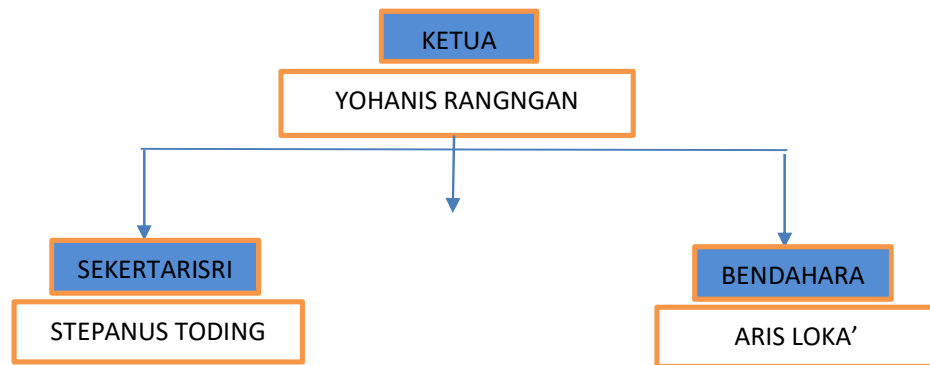 KETUA
YOHANIS RANGNGAN
SEKERTARISRI
BENDAHARA
STEPANUS TODING
ARIS LOKA’